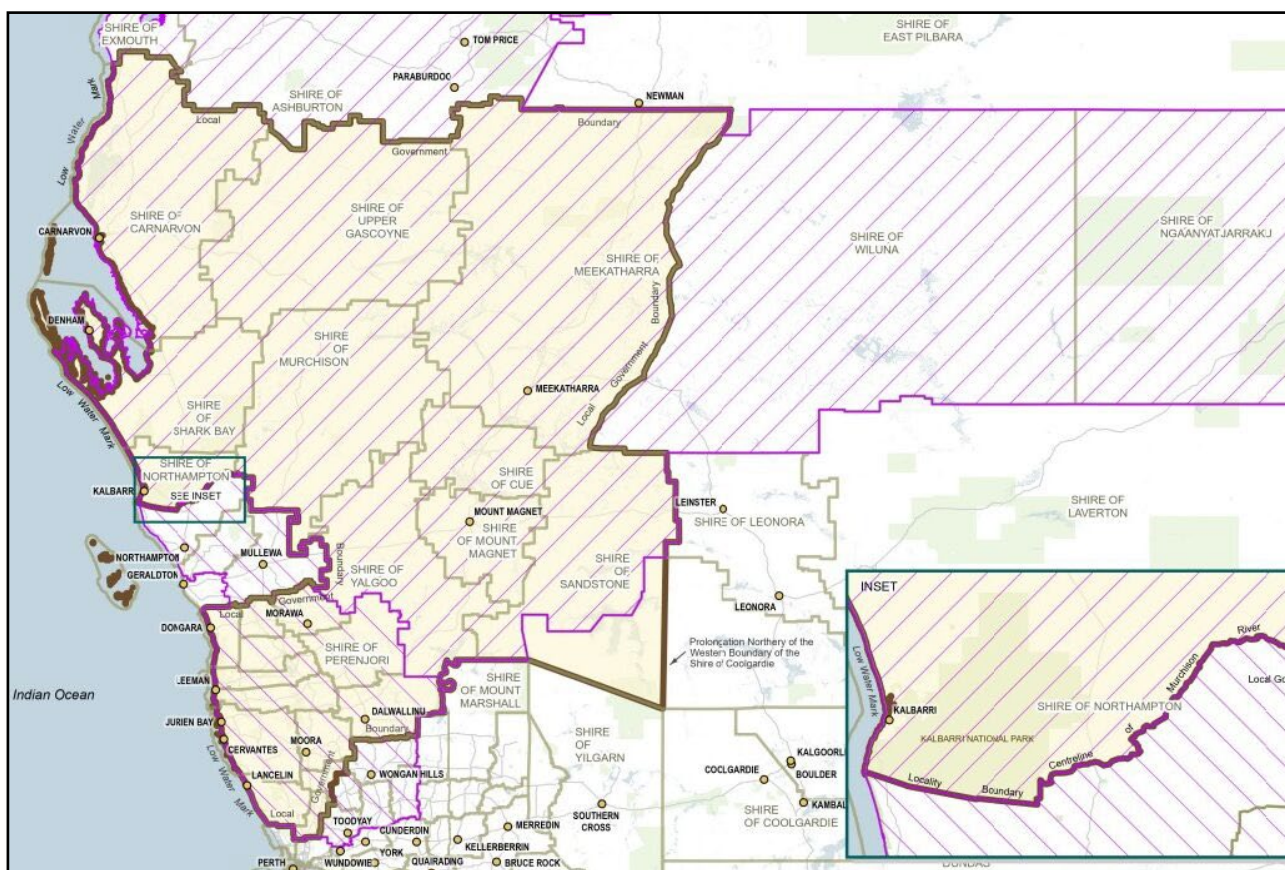 SHIRE OF
EXMOUTH
TOM PRICE
SHIRE OF
EAST PILBARA
PARABURDOO
SHIRE OF
ASHBURTON
NEWMAN
Local
Government
Boundary
Low Water Mark
SHIRE OF
CARNARVON
SHIRE OF
UPPER
GASCOYNE
CARNARVON
SHIRE OF
MEEKATHARRA
SHIRE OF
WILUNA
SHIRE OF
NGAANYATJARRAKU
DENHAM
SHIRE
OF
MURCHISON
Local Government Boundary
MEEKATHARRA
Low Water Mark
SHIRE
OF
SHARK BAY
SHIRE OF
NORTHAMPTON
SEE INSET
KALBARRI
SHIRE
OF CUE
LEINSTER
SHIRE OF LEONORA
SHIRE OF
LAVERTON
MOUNT MAGNET
SHIRE
OF MOUNT
MAGNET
NORTHAMPTON
MULLEWA
GERALDTON
Boundary
SHIRE OF
YALGOO
SHIRE
OF
SANDSTONE
LEONORA
Local
Government
MORAWA
DONGARA
SHIRE OF
PERENJORI
Prolongation Northerly of the
Western Boundary of the
Shire of Coolgardie
Indian Ocean
LEEMAN
SHIRE
OF MOUNT
MARSHALL
DALWALLINU
Boundary
JURIEN BAY
SHIRE
OF
YILGARN
CERVANTES
MOORA
Government
KALGOORLI
BOULDER
COOLGARDIE
WONGAN HILLS
LANCELIN
Low Water Mark
Local
KAMBAL
SHIRE
OF COOLGARDIE
SOUTHERN
CROSS
TOODYAY
CUNDERDIN
MERREDIN
YORK
KELLERBERRIN
PERTH
WUNDOWIE
QUAIRADING
BRUCE ROCK
DUNDAS
INSET
Low Water Mark
KALBARRI
KALBARRI NATIONAL PARK
SHIRE OF NORTHAMPTON
Locality
Boundary
Centreline
of
Murchison
River
Local Go